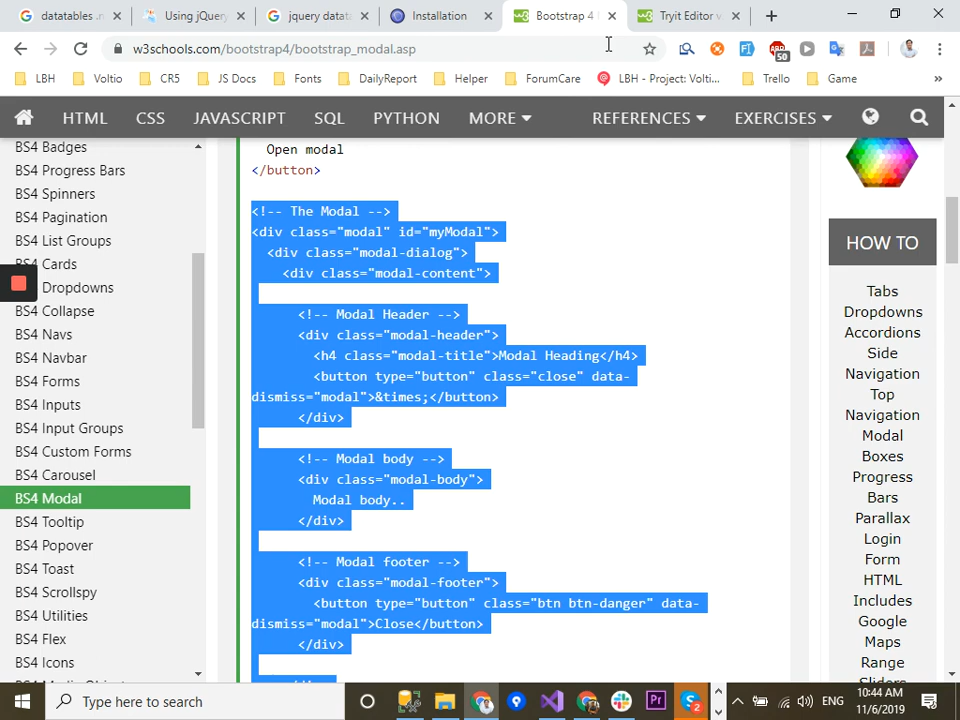 datatables .n
Using jQuery
jquery datat
Installation
Bootstrap 4
Tryit Editor v
w3schools.com/bootstrap4/bootstrap_modal.asp
50
LBH
Voltio
CR5
JS Docs
Fonts
DailyReport
Helper
ForumCare
LBH - Project: Volti...
Trello
Game
»
HTML
CSS
JAVASCRIPT
SQL
PYTHON
MORE
REFERENCES
EXERCISES
BS4 Badges
BS4 Progress Bars
BS4 Spinners
BS4 Pagination
BS4 List Groups
Cards
Dropdowns
BS4 Collapse
BS4 Navs
BS4 Navbar
BS4 Forms
BS4 Inputs
BS4 Input Groups
BS4 Custom Forms
BS4 Carousel
BS4 Modal
BS4 Tooltip
BS4 Popover
BS4 Toast
BS4 Scrollspy
BS4 Utilities
BS4 Flex
BS4 Icons
Open modal
</button>
<!-- The Modal -->
<div class="modal" id="myModal">
<div class="modal-dialog">
<div class="modal-content">
<!-- Modal Header -->
<div class="modal-header">
<h4 class="modal-title">Modal Heading</h4>
<button type="button" class="close" data-
dismiss="modal">&times;</button>
</div>
<!-- Modal body -->
<div class="modal-body">
Modal body..
</div>
<!-- Modal footer -->
<div class="modal-footer">
<button type="button" class="btn btn-danger" data-
dismiss="modal">Close</button>
</div>
HOW TO
Tabs
Dropdowns
Accordions
Side
Navigation
Top
Navigation
Modal
Boxes
Progress
Bars
Parallax
Login
Form
HTML
Includes
Google
Maps
Range
Type here to search
Pr
2
ENG
10:44 AM
11/6/2019